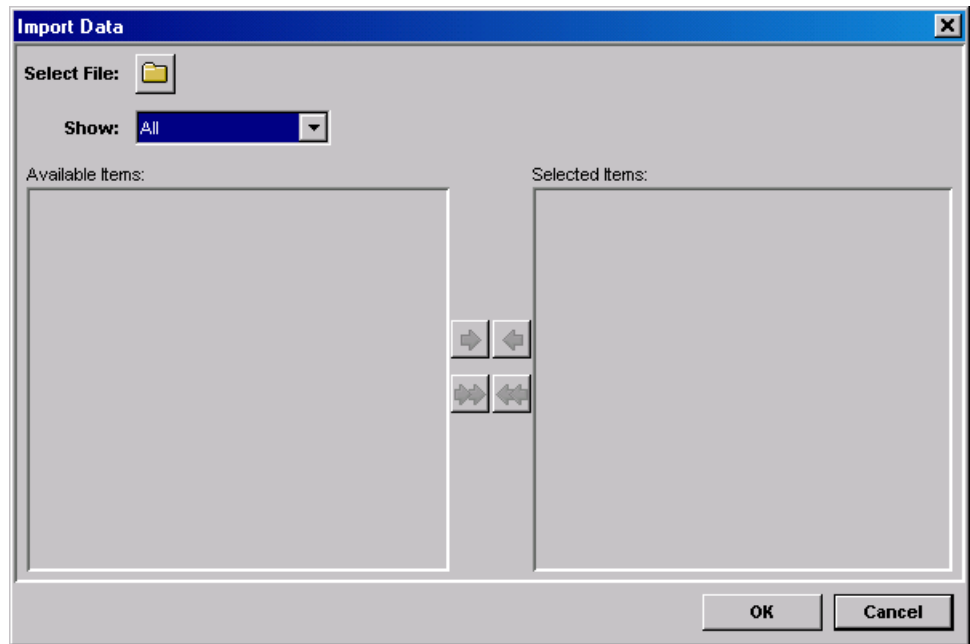 Import Data
Select File:
Show: All
Available Items: Selected Items:
OK Cancel